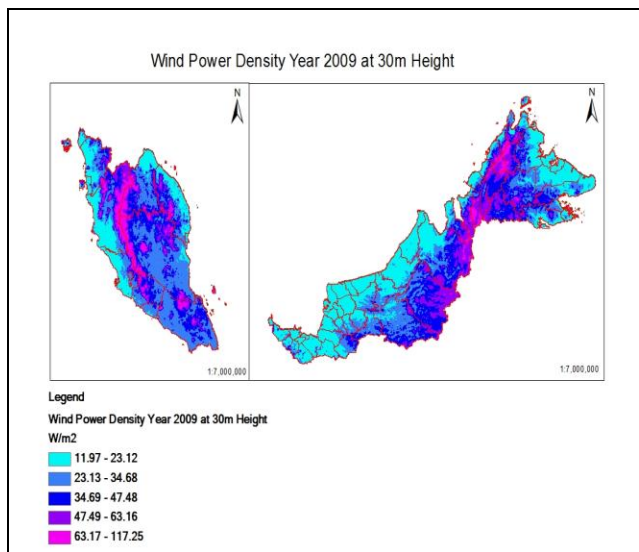 Wind Power Density Year 2009 at 30m Height
N
N
1:7,000,000
1:7,000,000
Legend
Wind Power Density Year 2009 at 30m Height
W/m2
11.97 - 23.12
23.13 - 34.68
34.69 - 47.48
47.49 - 63.16
63.17 - 117.25